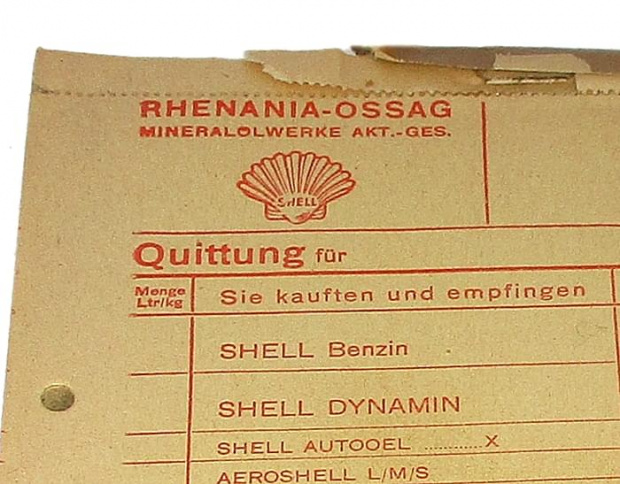 RHENANIA-OSSAG
MINERALÖLWERKE AKT.-GES.
SHELL
Quittung für
Menge
Ltr/kg
Sie kauften und empfingen
SHELL Benzin
SHELL DYNAMIN
SHELL AUTOOEL ............X
AEROSHELL L/M/S